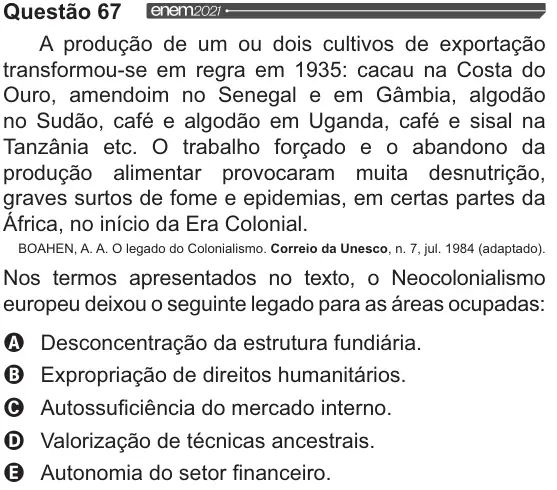 Questão 67 enem2021
A produção de um ou dois cultivos de exportação
transformou-se em regra em 1935: cacau na Costa do
Ouro, amendoim no Senegal e em Gâmbia, algodão
no Sudão, café e algodão em Uganda, café e sisal na
Tanzânia etc. O trabalho forçado e o abandono da
produção alimentar provocaram muita desnutrição,
graves surtos de fome e epidemias, em certas partes da
África, no início da Era Colonial.
BOAHEN, A. A. O legado do Colonialismo. Correio da Unesco, n. 7, jul. 1984 (adaptado).
Nos termos apresentados no texto, o Neocolonialismo
europeu deixou o seguinte legado para as áreas ocupadas:
A Desconcentração da estrutura fundiária.
B Expropriação de direitos humanitários.
C Autossuficiência do mercado interno.
D Valorização de técnicas ancestrais.
E Autonomia do setor financeiro.